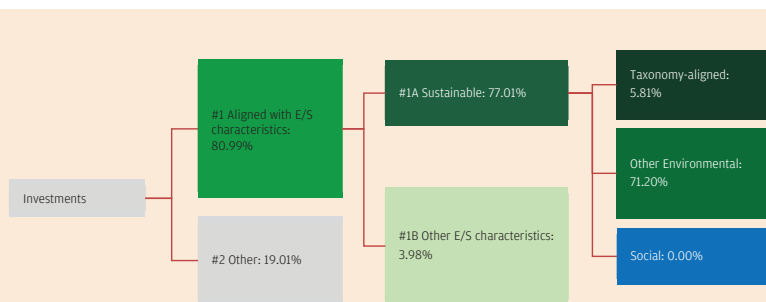 Investments
#1 Aligned with E/S
characteristics:
80.99%
#2 Other: 19.01%
#1A Sustainable: 77.01%
#1B Other E/S characteristics:
3.98%
Taxonomy-aligned:
5.81%
Other Environmental:
71.20%
Social: 0.00%